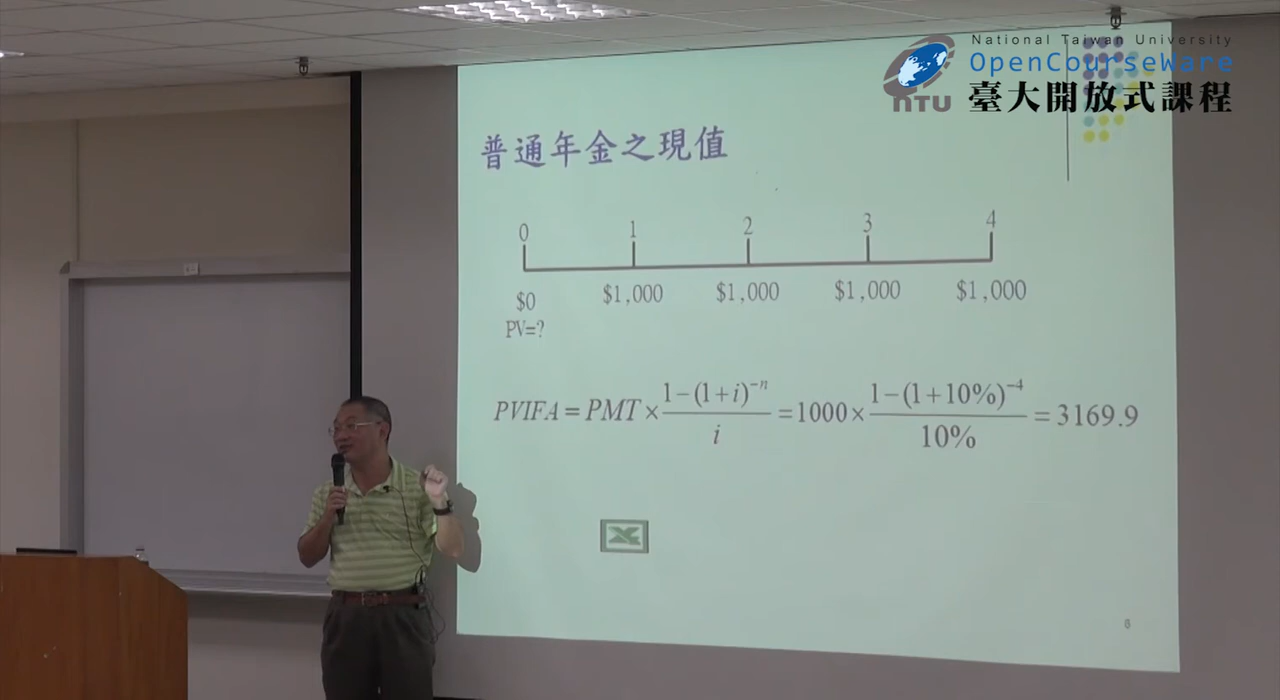 National Taiwan University
OpenCourseWare
NTU 臺大開放式課程
普通年金之現值
0 1 2 3 4
$0 $1,000 $1,000 $1,000 $1,000
PV=?
PVIFA = PMT × \frac{1-(1+i)^{-n}}{i} = 1000 × \frac{1-(1+10%)^{-4}}{10%} = 3169.9
8